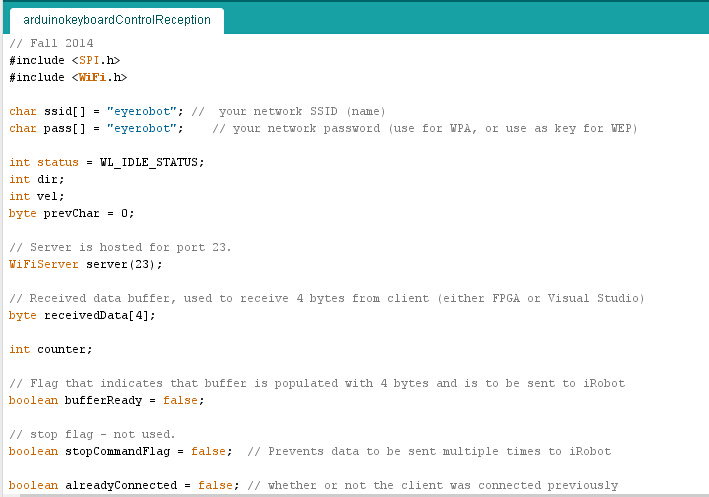 arduinokeyboardControlReception
// Fall 2014
#include <SPI.h>
#include <WiFi.h>
char ssid[] = "eyerobot"; //  your network SSID (name)
char pass[] = "eyerobot";    // your network password (use for WPA, or use as key for WEP)
int status = WL_IDLE_STATUS;
int dir;
int vel;
byte prevChar = 0;
// Server is hosted for port 23.
WiFiServer server(23);
// Received data buffer, used to receive 4 bytes from client (either FPGA or Visual Studio)
byte receivedData[4];
int counter;
// Flag that indicates that buffer is populated with 4 bytes and is to be sent to iRobot
boolean bufferReady = false;
// stop flag - not used.
boolean stopCommandFlag = false;  // Prevents data to be sent multiple times to iRobot
boolean alreadyConnected = false; // whether or not the client was connected previously